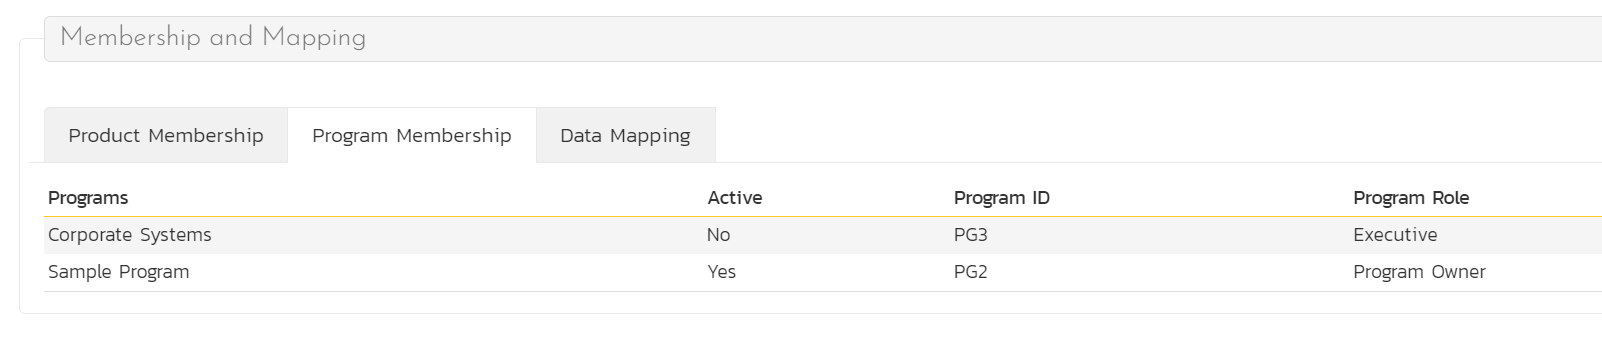 Membership and Mapping
Product Membership Program Membership Data Mapping
Programs Active Program ID Program Role
Corporate Systems No PG3 Executive
Sample Program Yes PG2 Program Owner